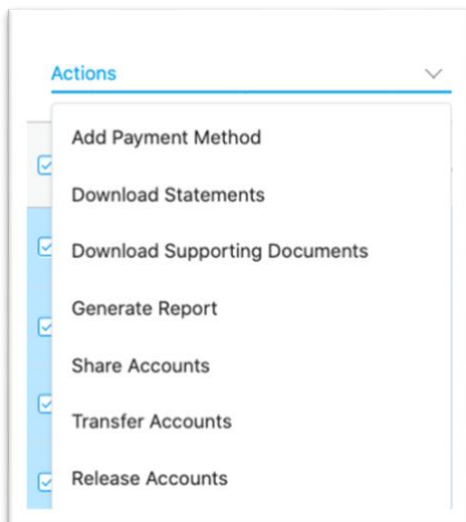 Actions
Add Payment Method
Download Statements
Download Supporting Documents
Generate Report
Share Accounts
Transfer Accounts
Release Accounts